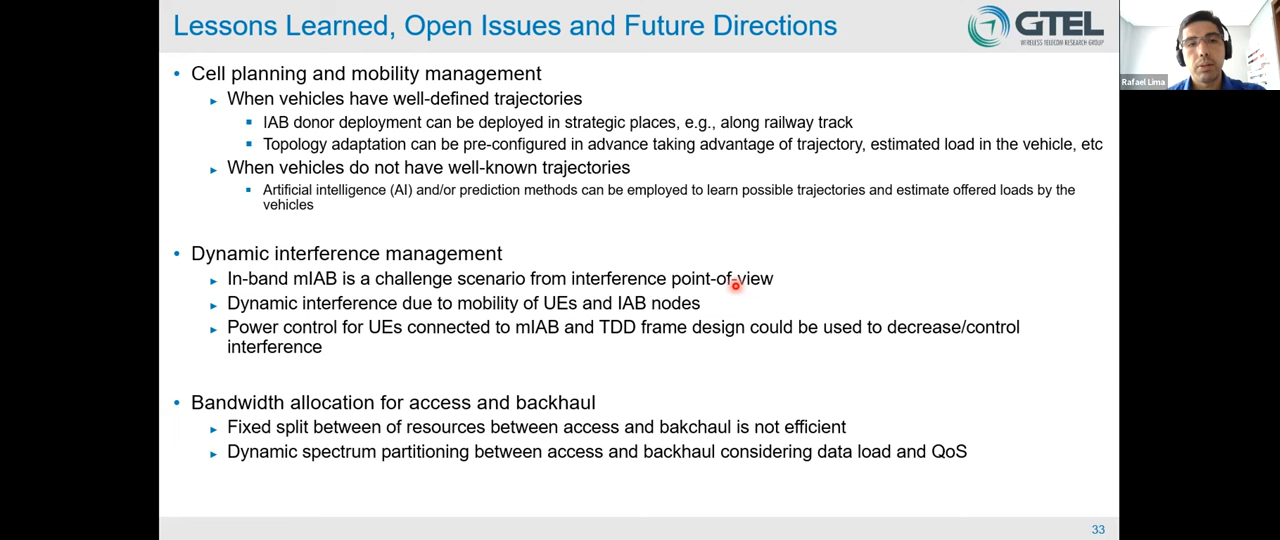 Lessons Learned, Open Issues and Future Directions
GTEL
WIRELESS TELECOM RESEARCH GROUP
Rafael Lima
• Cell planning and mobility management
When vehicles have well-defined trajectories
IAB donor deployment can be deployed in strategic places, e.g., along railway track
Topology adaptation can be pre-configured in advance taking advantage of trajectory, estimated load in the vehicle, etc
When vehicles do not have well-known trajectories
Artificial intelligence (AI) and/or prediction methods can be employed to learn possible trajectories and estimate offered loads by the
vehicles
• Dynamic interference management
In-band mIAB is a challenge scenario from interference point-of-view
Dynamic interference due to mobility of UEs and IAB nodes
Power control for UEs connected to mIAB and TDD frame design could be used to decrease/control
interference
• Bandwidth allocation for access and backhaul
Fixed split between of resources between access and bakchaul is not efficient
Dynamic spectrum partitioning between access and backhaul considering data load and QoS
33